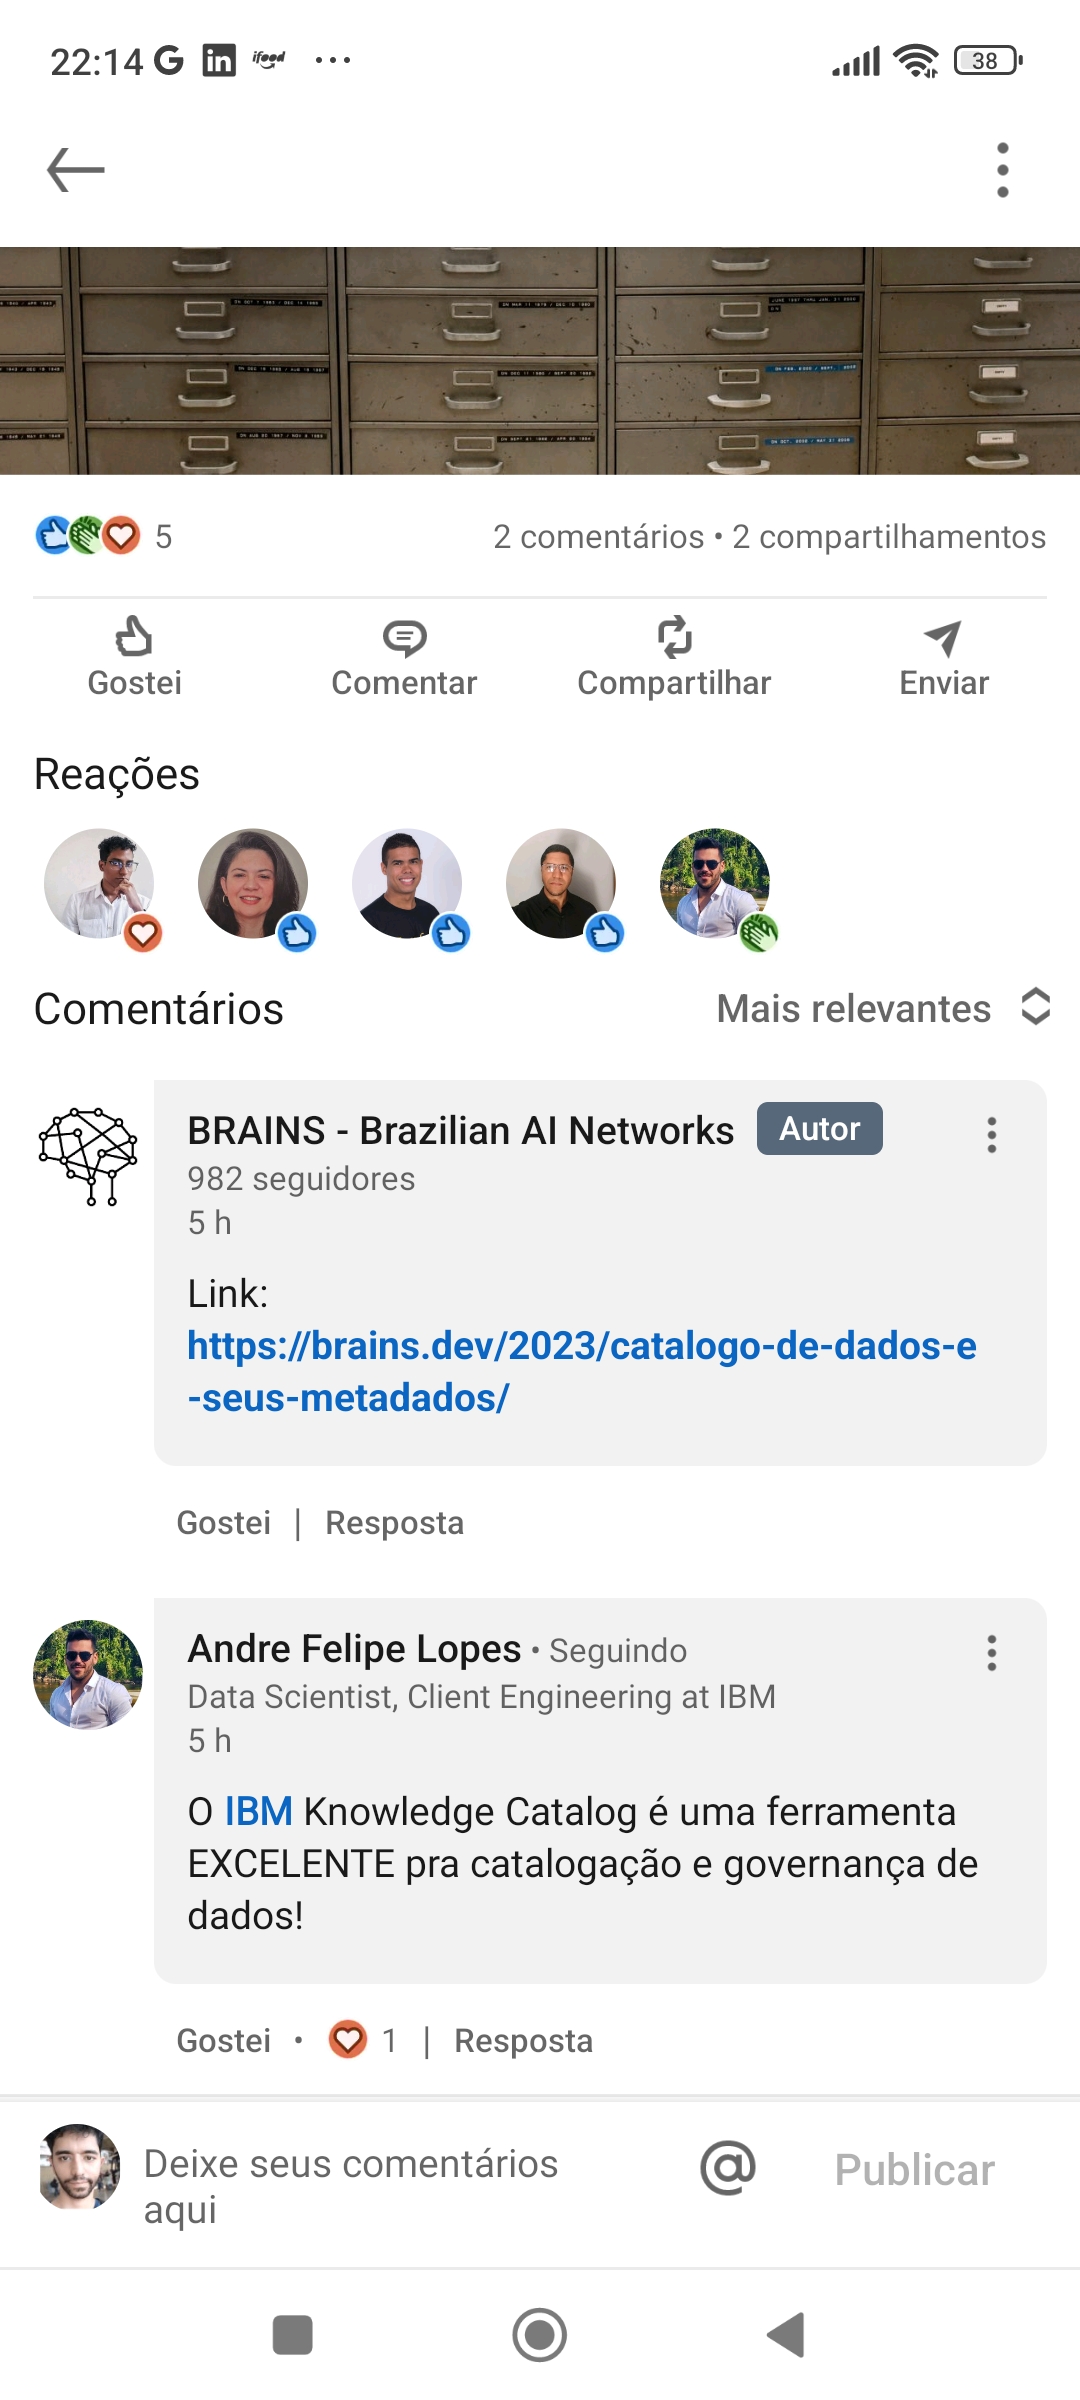 22:14
ifood
38
5
2 comentários • 2 compartilhamentos
Gostei
Comentar
Compartilhar
Enviar
Reações
Comentários
Mais relevantes
BRAINS - Brazilian AI Networks
Autor
982 seguidores
5 h
Link:
https://brains.dev/2023/catalogo-de-dados-e
-seus-metadados/
Gostei | Resposta
Andre Felipe Lopes • Seguindo
Data Scientist, Client Engineering at IBM
5 h
O IBM Knowledge Catalog é uma ferramenta
EXCELENTE pra catalogação e governança de
dados!
Gostei • 1 | Resposta
Deixe seus comentários
aqui
@
Publicar